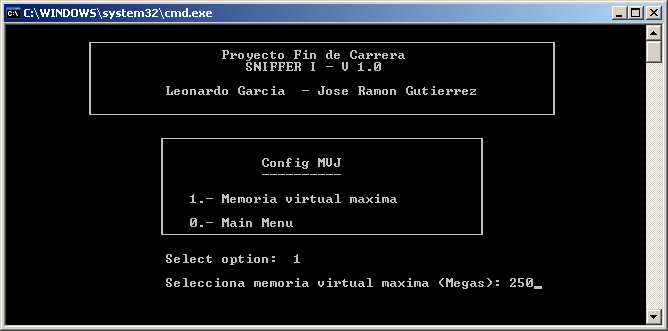 C:\WINDOWS\system32\cmd.exe
Proyecto Fin de Carrera
SNIFFER I - V 1.0
Leonardo Garcia - Jose Ramon Gutierrez
Config MVJ
----------
1.- Memoria virtual maxima
0.- Main Menu
Select option: 1
Selecciona memoria virtual maxima (Megas): 250_